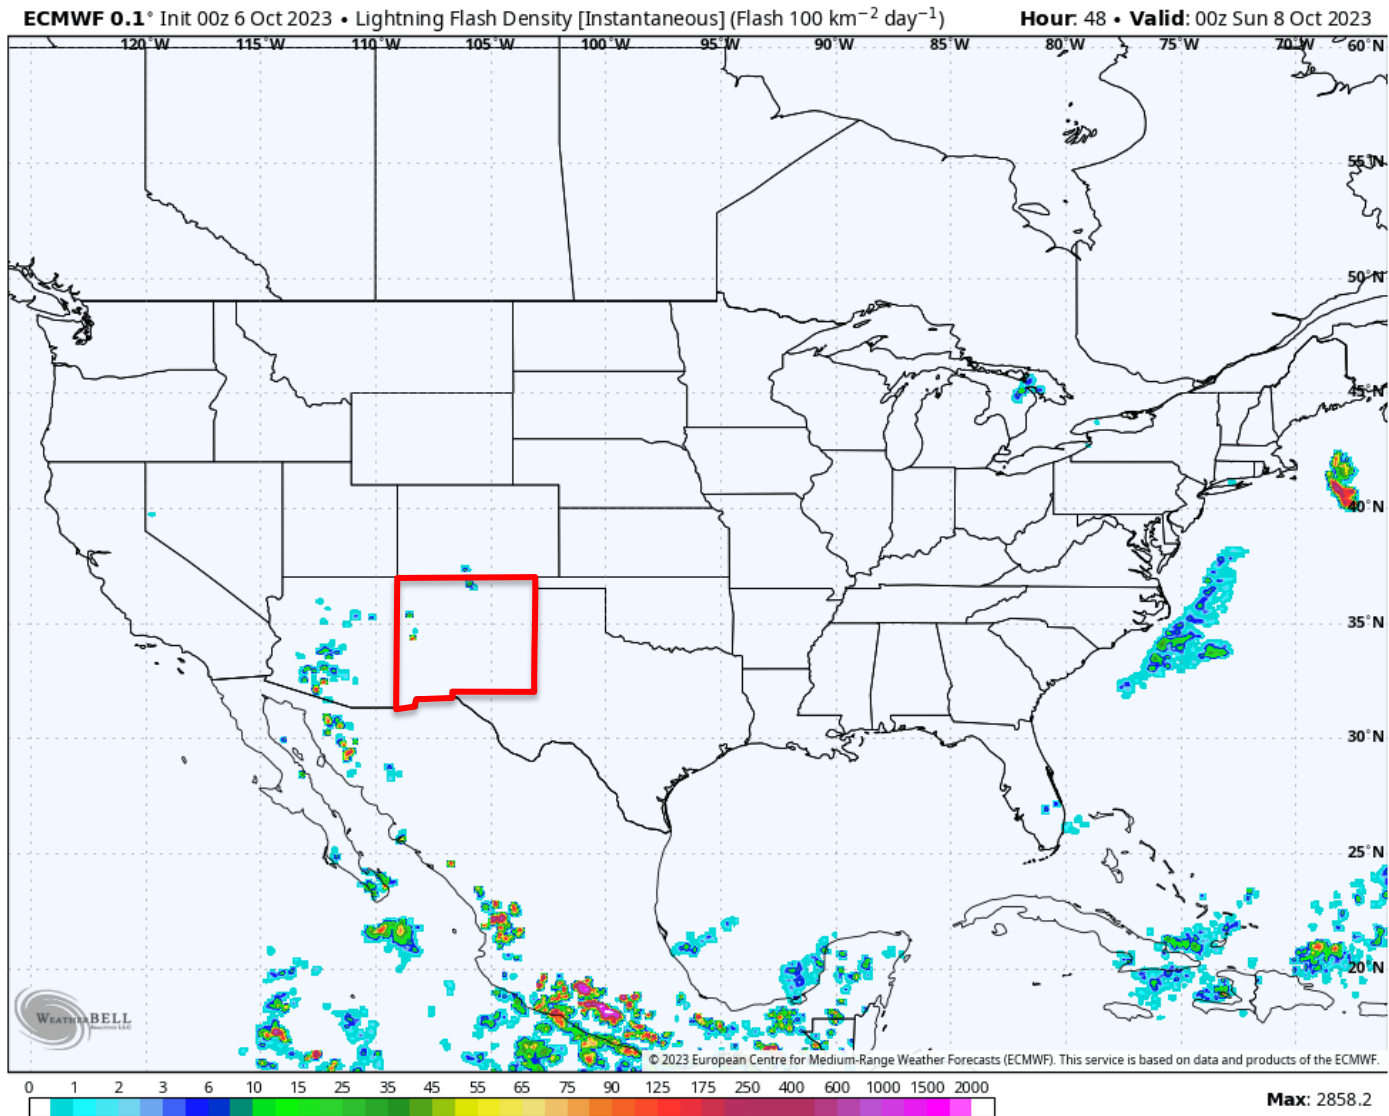 ECMWF 0.1° Init 00z 6 Oct 2023 • Lightning Flash Density [Instantaneous] (Flash 100 km⁻² day⁻¹) Hour: 48 • Valid: 00z Sun 8 Oct 2023
120°W 115°W 110°W 105°W 100°W 95°W 90°W 85°W 80°W 75°W 70°W 60°N
55°N
50°N
45°N
40°N
35°N
30°N
25°N
20°N
WEATHERBELL
ANALYTICS LLC
© 2023 European Centre for Medium-Range Weather Forecasts (ECMWF). This service is based on data and products of the ECMWF.
0 1 2 3 6 10 15 25 35 45 55 65 75 90 125 175 250 400 600 1000 1500 2000
Max: 2858.2